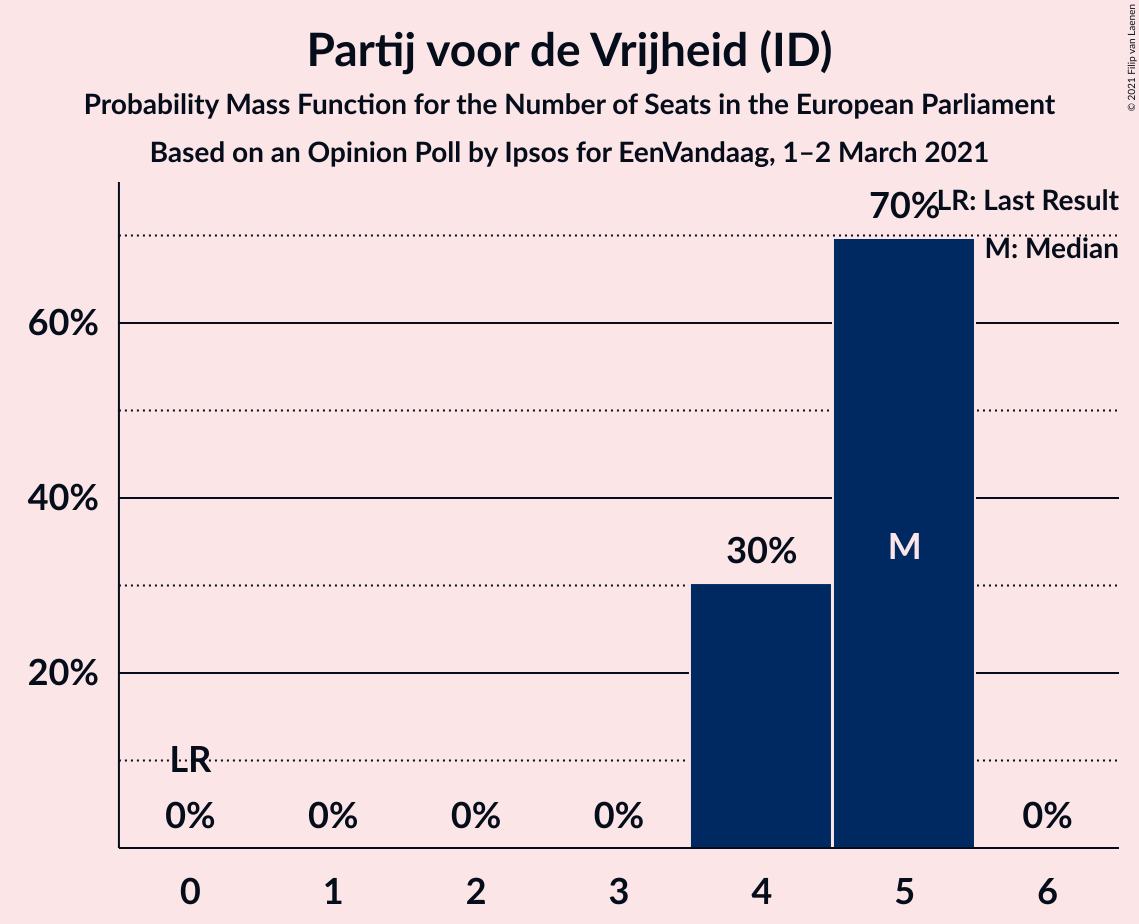 Partij voor de Vrijheid (ID)
Probability Mass Function for the Number of Seats in the European Parliament
Based on an Opinion Poll by Ipsos for EenVandaag, 1–2 March 2021
© 2021 Filip van Laenen
LR: Last Result
M: Median
70%
60%
40%
30%
M
20%
LR
0% 0% 0% 0% 0%
0 1 2 3 4 5 6